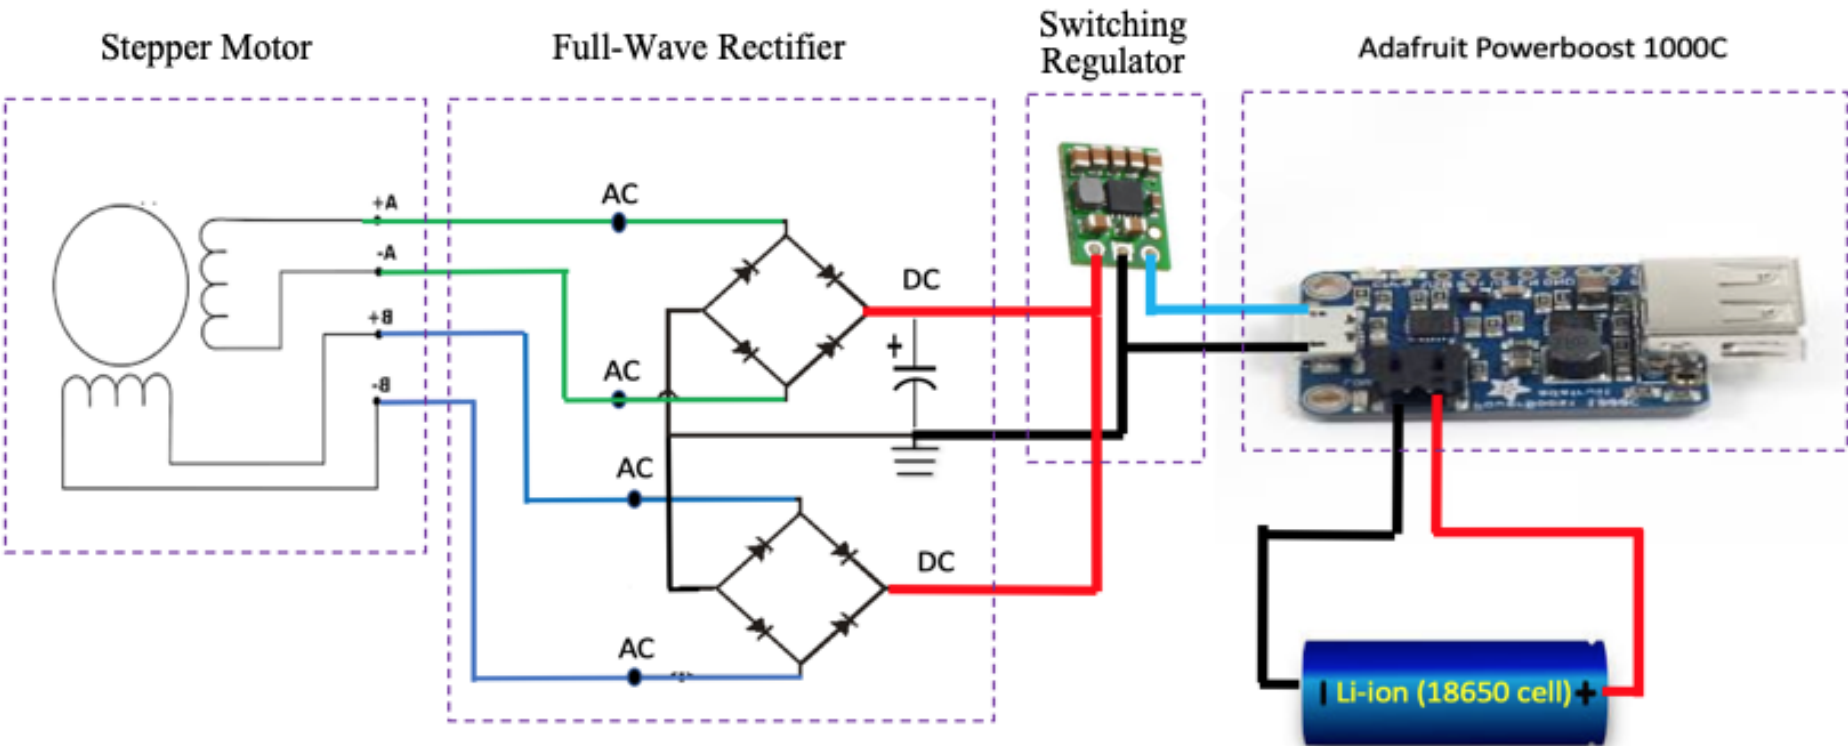 Stepper Motor
Full-Wave Rectifier
Switching
Regulator
Adafruit Powerboost 1000C
+A
-A
+B
-B
AC
AC
AC
AC
DC
DC
+
Li-ion (18650 cell)
+